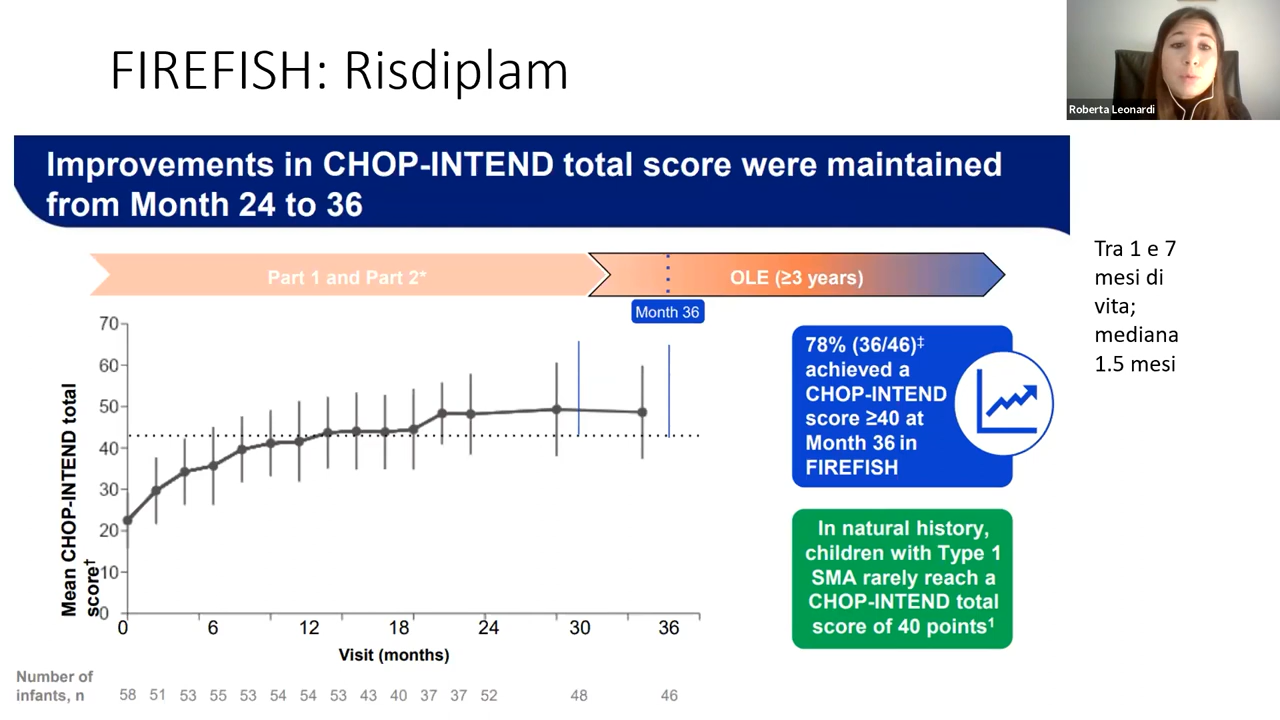 FIREFISH: Risdiplam
Roberta Leonardi
Improvements in CHOP-INTEND total score were maintained
from Month 24 to 36
Part 1 and Part 2*
OLE (≥3 years)
Month 36
Tra 1 e 7
mesi di
vita;
mediana
1.5 mesi
Mean CHOP-INTEND total
score†
70
60
50
40
30
20
10
0
0 6 12 18 24 30 36
Visit (months)
Number of
infants, n
58 51 53 55 53 54 54 53 43 40 37 37 52 48 46
78% (36/46)‡
achieved a
CHOP-INTEND
score ≥40 at
Month 36 in
FIREFISH
In natural history,
children with Type 1
SMA rarely reach a
CHOP-INTEND total
score of 40 points¹